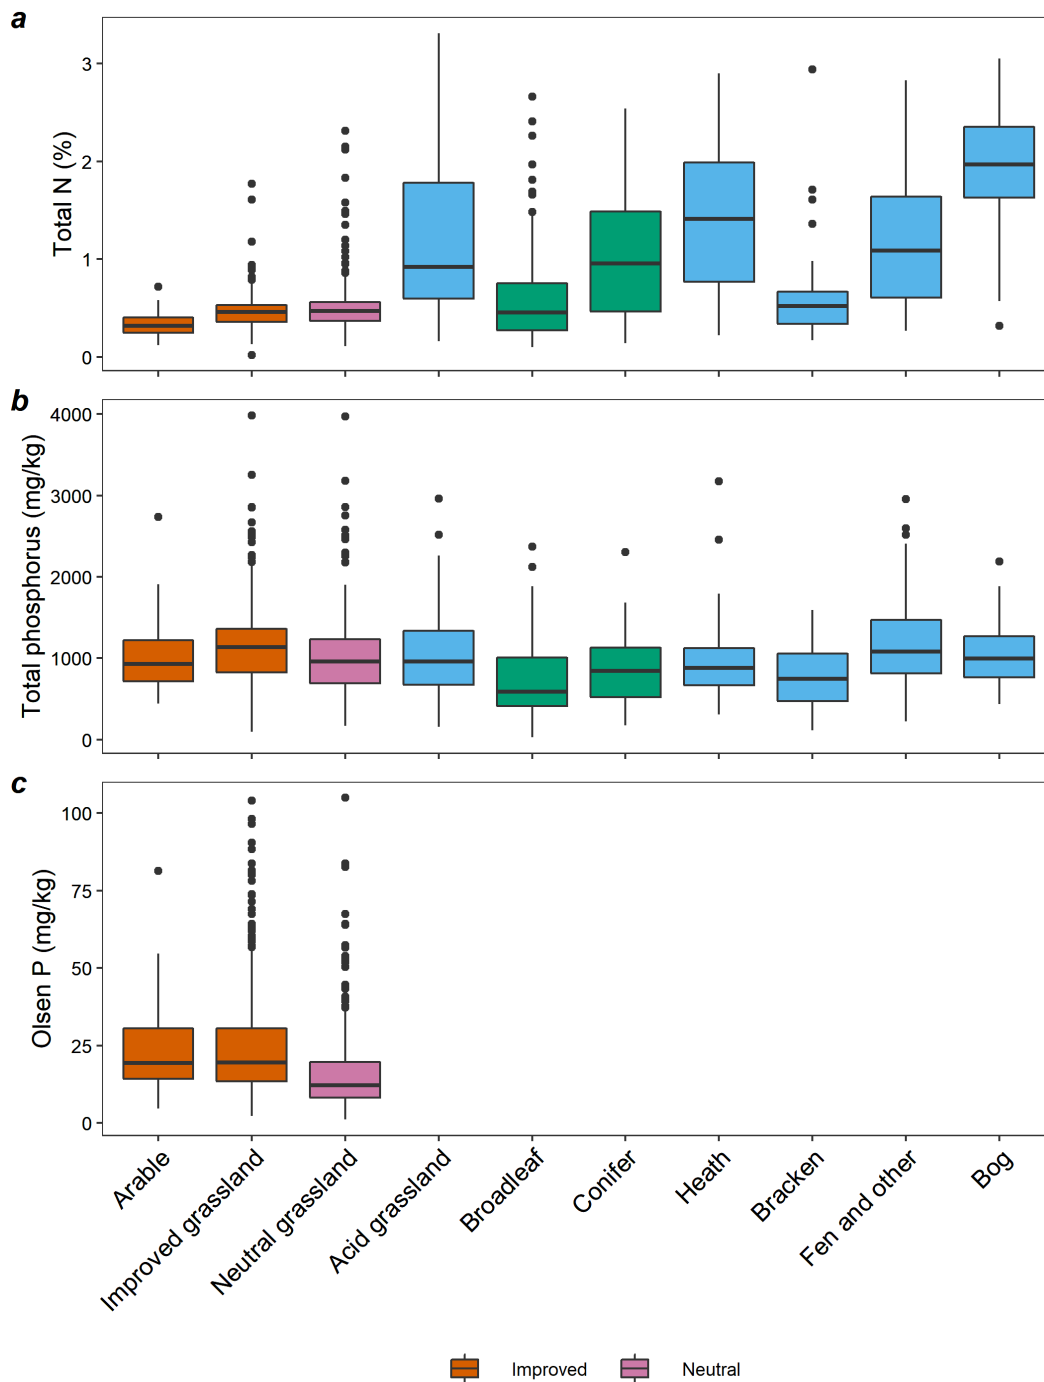 a
Total N (%)
3
2
1
0
b
Total phosphorus (mg/kg)
4000
3000
2000
1000
0
c
Olsen P (mg/kg)
100
75
50
25
0
Arable
Improved grassland
Neutral grassland
Acid grassland
Broadleaf
Conifer
Heath
Bracken
Fen and other
Bog
Improved
Neutral